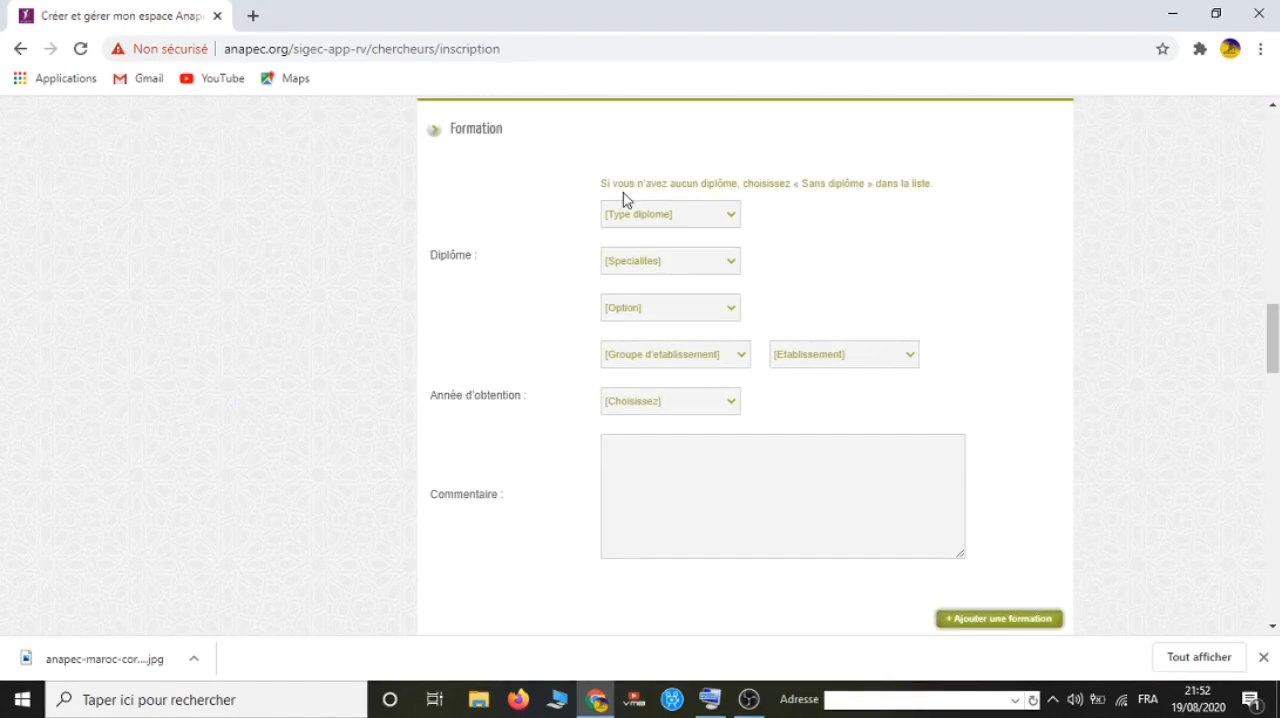 Créer et gérer mon espace Anap
Non sécurisé anapec.org/sigec-app-rv/chercheurs/inscription
Applications Gmail YouTube Maps
Formation
Si vous n'avez aucun diplôme, choisissez « Sans diplôme » dans la liste.
[Type diplome]
Diplôme :
[Specialites]
[Option]
[Groupe d'etablissement] [Etablissement]
Année d'obtention :
[Choisissez]
Commentaire :
+ Ajouter une formation
anapec-maroc-cor....jpg
Tout afficher
Taper ici pour rechercher
Adresse
FRA
21:52
19/08/2020